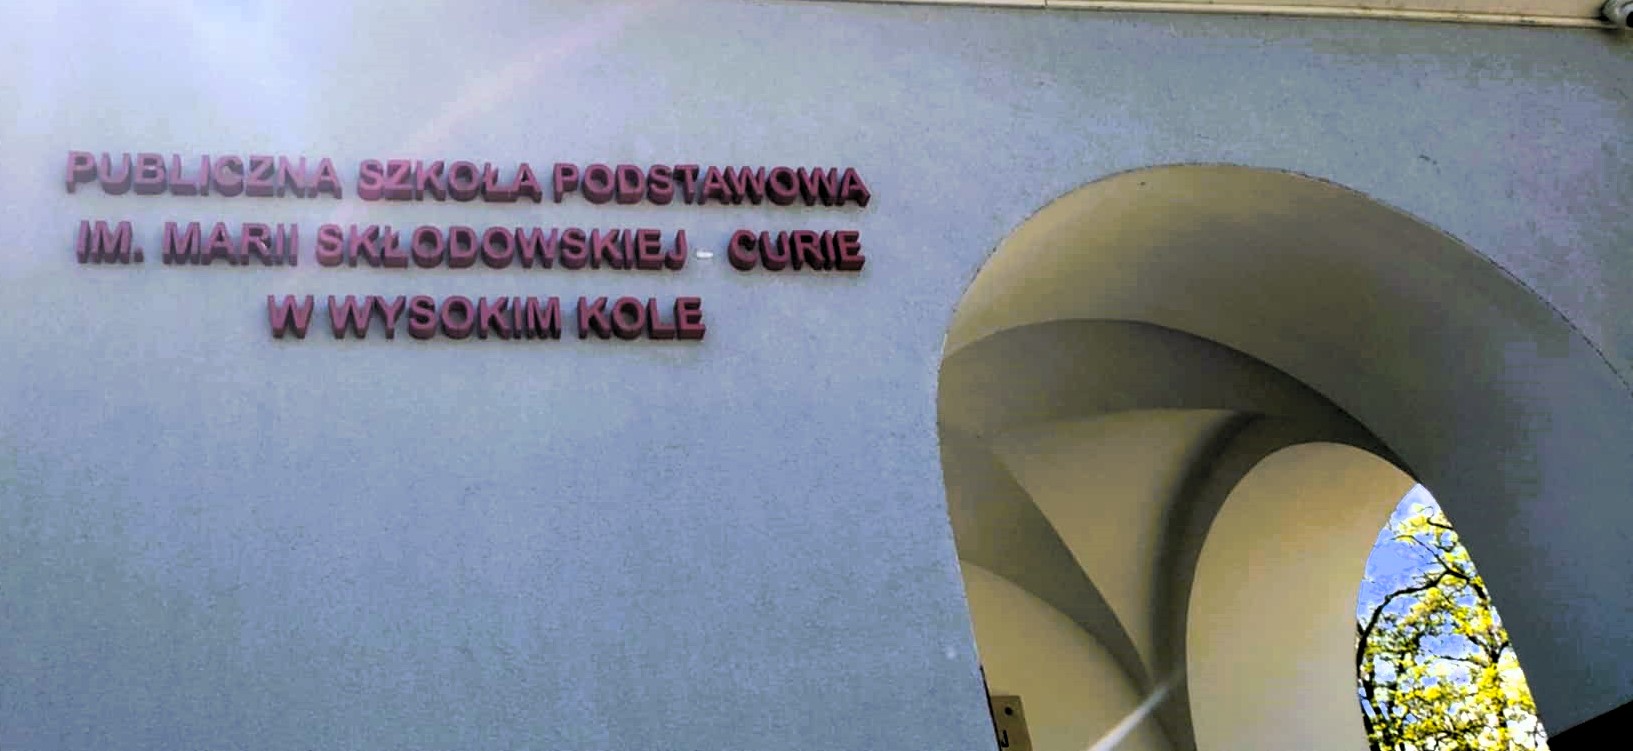 PUBLICZNA SZKOŁA PODSTAWOWA
IM. MARII SKŁODOWSKIEJ - CURIE
W WYSOKIM KOLE